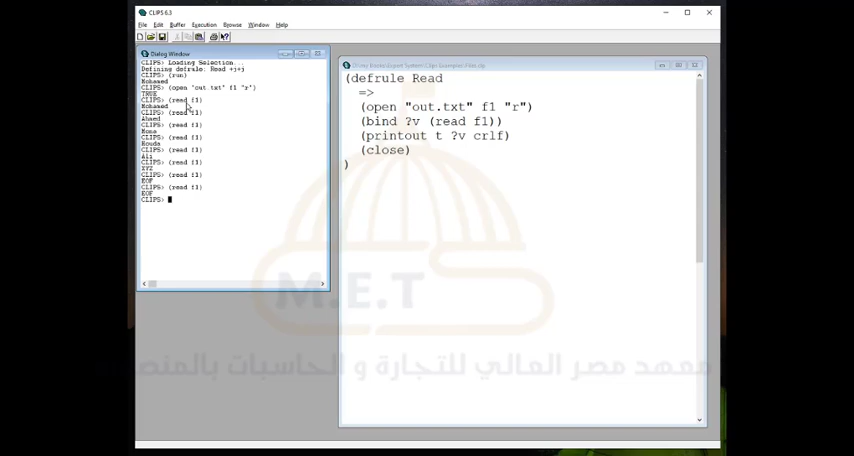 CLIPS 6.3
File Edit Buffer Execution Browse Window Help
Dialog Window
CLIPS> Loading Selection...
Defining defrule: Read +j+j
CLIPS> (run)
Mohamed
CLIPS> (open "out.txt" f1 "r")
TRUE
CLIPS> (read f1)
Mohamed
CLIPS> (read f1)
Ahamd
CLIPS> (read f1)
Mona
CLIPS> (read f1)
Houda
CLIPS> (read f1)
Ali
CLIPS> (read f1)
XYZ
CLIPS> (read f1)
EOF
CLIPS> (read f1)
EOF
CLIPS>
(defrule Read
=>
(open "out.txt" f1 "r")
(bind ?v (read f1))
(printout t ?v crlf)
(close)
)
M.E.T
معهد مصر العالي للتجارة و الحاسبات بالمنصورة